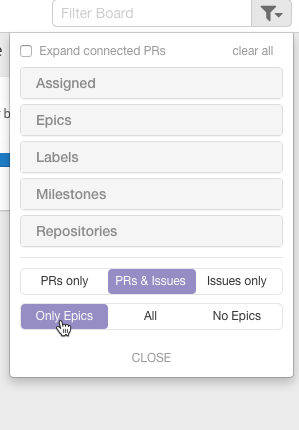 Filter Board
e
Expand connected PRs clear all
Assigned
Epics
b
Labels
Milestones
Repositories
PRs only PRs & Issues Issues only
Only Epics All No Epics
CLOSE